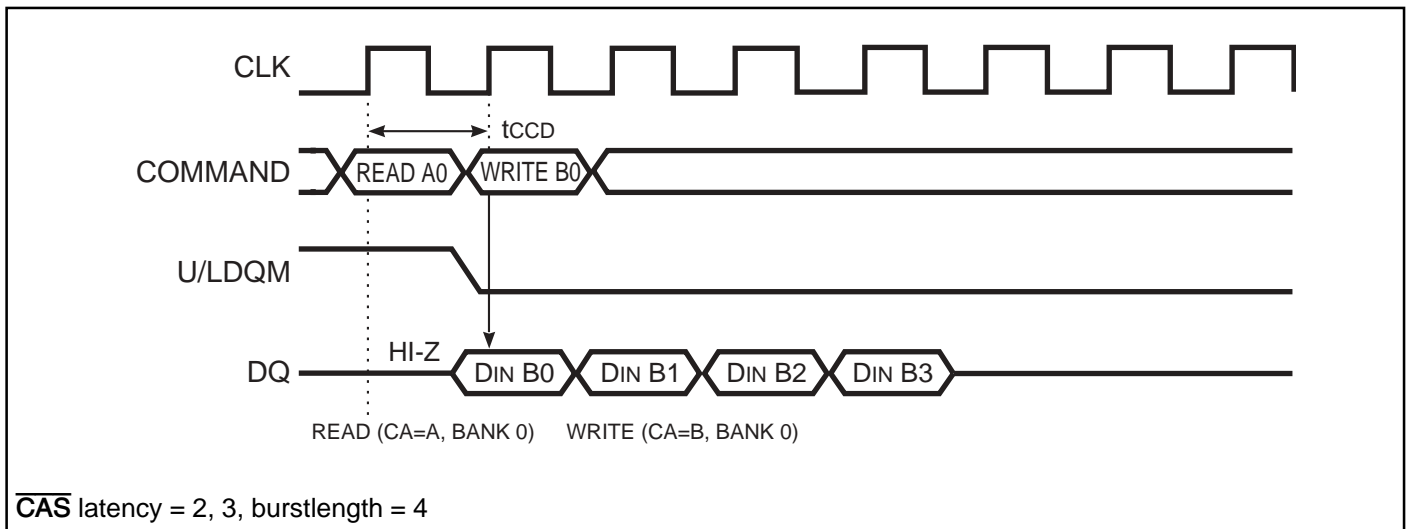 CLK
tCCD
COMMAND READ A0 WRITE B0
U/LDQM
HI-Z
DQ DIN B0 DIN B1 DIN B2 DIN B3
READ (CA=A, BANK 0) WRITE (CA=B, BANK 0)
CAS latency = 2, 3, burstlength = 4